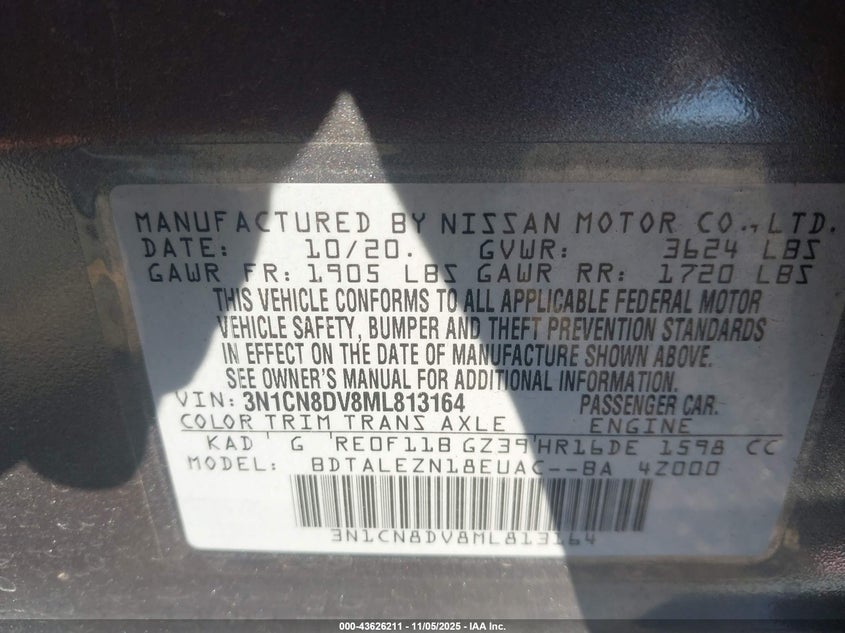 MANUFACTURED BY NISSAN MOTOR CO.,LTD.
DATE: 10/20. GVWR: 3624 LBS
GAWR FR: 1905 LBS GAWR RR: 1720 LBS
THIS VEHICLE CONFORMS TO ALL APPLICABLE FEDERAL MOTOR
VEHICLE SAFETY, BUMPER AND THEFT PREVENTION STANDARDS
IN EFFECT ON THE DATE OF MANUFACTURE SHOWN ABOVE.
SEE OWNER'S MANUAL FOR ADDITIONAL INFORMATION.
VIN: 3N1CN8DV8ML813164 PASSENGER CAR.
COLOR TRIM TRANS AXLE ENGINE
KAD G RE0F11B GZ39 HR16DE 1598 CC
MODEL: BDTALEZN18EUAC--BA 4Z000
3N1CN8DV8ML813164
000-43626211 - 11/05/2025 - IAA Inc.